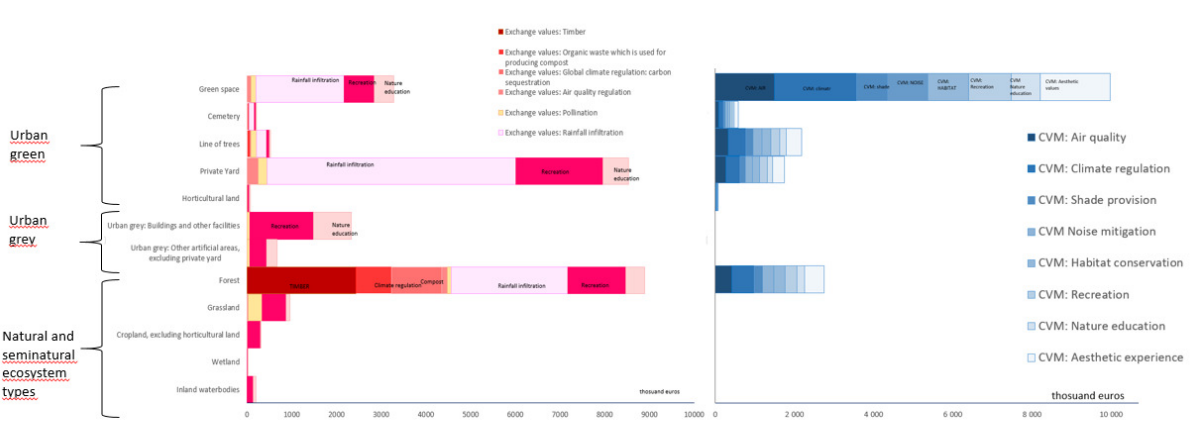 Exchange values: Timber
Exchange values: Organic waste which is used for
producing compost
Exchange values: Global climate regulation: carbon
sequestration
Exchange values: Air quality regulation
Exchange values: Pollination
Exchange values: Rainfall infiltration
Urban
green
Urban
grey
Natural and
seminatural
ecosystem
types
Green space
Cemetery
Line of trees
Private Yard
Horticultural land
Urban grey: Buildings and other facilities
Urban grey: Other artificial areas,
excluding private yard
Forest
Grassland
Cropland, excluding horticultural land
Wetland
Inland waterbodies
Rainfall infiltration
Recreation
Nature
education
Rainfall infiltration
Recreation
Nature
education
Recreation
Nature
education
TIMBER
Climate regulation
Compost
Rainfall infiltration
Recreation
thosuand euros
0 1000 2000 3000 4000 5000 6000 7000 8000 9000 10000
CVM: AIR
CVM: climate
CVM: shade
CVM: NOISE
CVM:
HABITAT
CVM:
Recreation
CVM
Nature
education
CVM: Aesthetic
values
CVM: Air quality
CVM: Climate regulation
CVM: Shade provision
CVM Noise mitigation
CVM: Habitat conservation
CVM: Recreation
CVM: Nature education
CVM: Aesthetic experience
thosuand euros
0 2 000 4 000 6 000 8 000 10 000